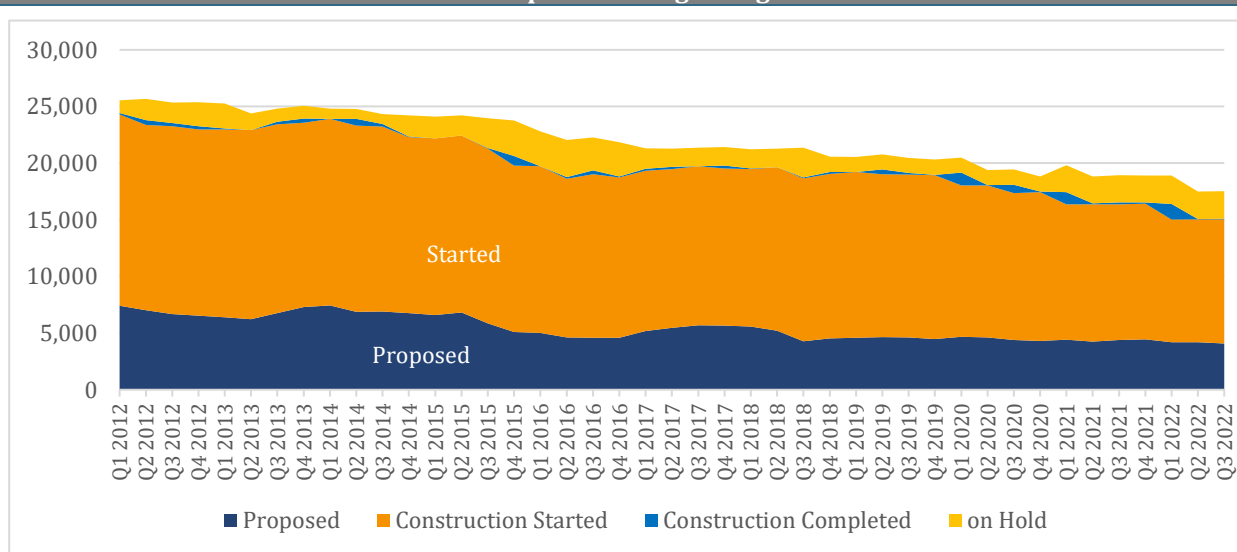 30,000
25,000
20,000
15,000
10,000
5,000
0
Started
Proposed
Q1 2012
Q2 2012
Q3 2012
Q4 2012
Q1 2013
Q2 2013
Q3 2013
Q4 2013
Q1 2014
Q2 2014
Q3 2014
Q4 2014
Q1 2015
Q2 2015
Q3 2015
Q4 2015
Q1 2016
Q2 2016
Q3 2016
Q4 2016
Q1 2017
Q2 2017
Q3 2017
Q4 2017
Q1 2018
Q2 2018
Q3 2018
Q4 2018
Q1 2019
Q2 2019
Q3 2019
Q4 2019
Q1 2020
Q2 2020
Q3 2020
Q4 2020
Q1 2021
Q2 2021
Q3 2021
Q4 2021
Q1 2022
Q2 2022
Q3 2022
Proposed Construction Started Construction Completed on Hold